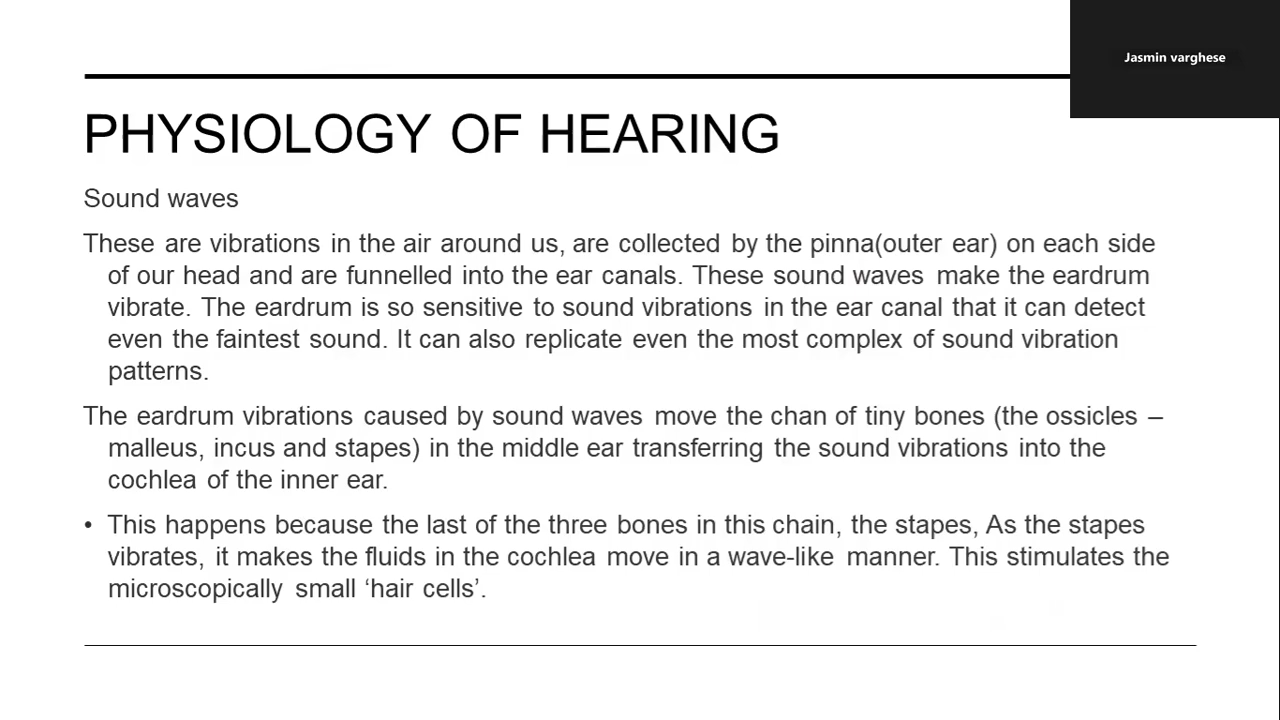 Jasmin varghese
PHYSIOLOGY OF HEARING
Sound waves
These are vibrations in the air around us, are collected by the pinna(outer ear) on each side
of our head and are funnelled into the ear canals. These sound waves make the eardrum
vibrate. The eardrum is so sensitive to sound vibrations in the ear canal that it can detect
even the faintest sound. It can also replicate even the most complex of sound vibration
patterns.
The eardrum vibrations caused by sound waves move the chan of tiny bones (the ossicles –
malleus, incus and stapes) in the middle ear transferring the sound vibrations into the
cochlea of the inner ear.
• This happens because the last of the three bones in this chain, the stapes, As the stapes
vibrates, it makes the fluids in the cochlea move in a wave-like manner. This stimulates the
microscopically small ‘hair cells’.